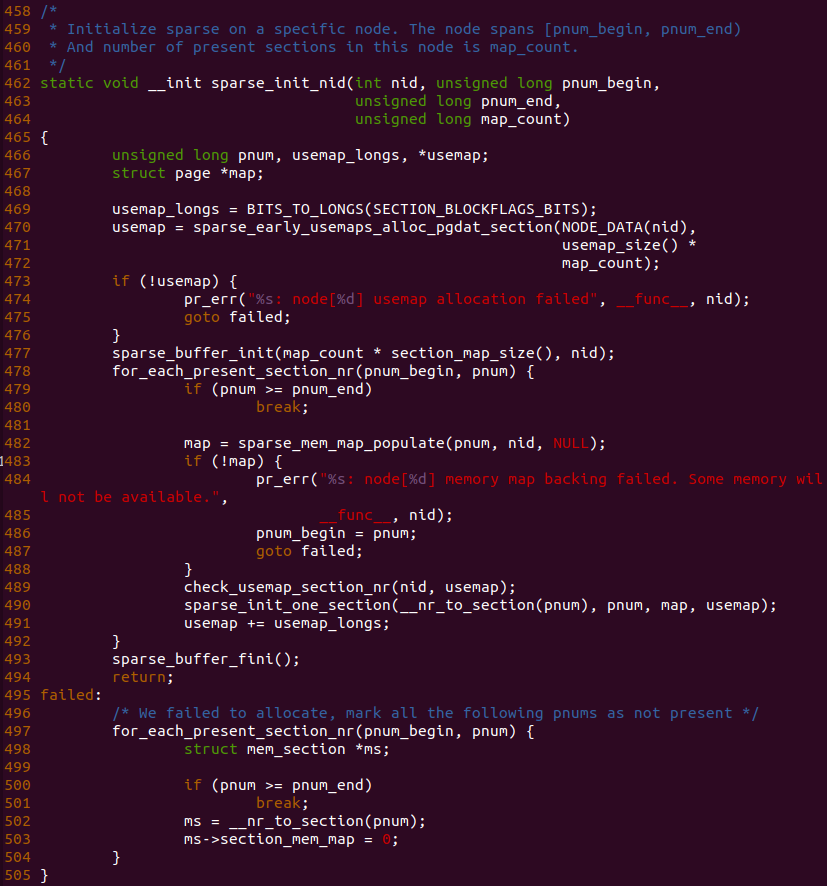 458 /*
459  * Initialize sparse on a specific node. The node spans [pnum_begin, pnum_end)
460  * And number of present sections in this node is map_count.
461  */
462 static void __init sparse_init_nid(int nid, unsigned long pnum_begin,
463                                    unsigned long pnum_end,
464                                    unsigned long map_count)
465 {
466         unsigned long pnum, usemap_longs, *usemap;
467         struct page *map;
468
469         usemap_longs = BITS_TO_LONGS(SECTION_BLOCKFLAGS_BITS);
470         usemap = sparse_early_usemaps_alloc_pgdat_section(NODE_DATA(nid),
471                                                           usemap_size() *
472                                                           map_count);
473         if (!usemap) {
474                 pr_err("%s: node[%d] usemap allocation failed", __func__, nid);
475                 goto failed;
476         }
477         sparse_buffer_init(map_count * section_map_size(), nid);
478         for_each_present_section_nr(pnum_begin, pnum) {
479                 if (pnum >= pnum_end)
480                         break;
481
482                 map = sparse_mem_map_populate(pnum, nid, NULL);
1483                 if (!map) {
484                         pr_err("%s: node[%d] memory map backing failed. Some memory wil
l not be available.",
485                                __func__, nid);
486                         pnum_begin = pnum;
487                         goto failed;
488                 }
489                 check_usemap_section_nr(nid, usemap);
490                 sparse_init_one_section(__nr_to_section(pnum), pnum, map, usemap);
491                 usemap += usemap_longs;
492         }
493         sparse_buffer_fini();
494         return;
495 failed:
496         /* We failed to allocate, mark all the following pnums as not present */
497         for_each_present_section_nr(pnum_begin, pnum) {
498                 struct mem_section *ms;
499
500                 if (pnum >= pnum_end)
501                         break;
502                 ms = __nr_to_section(pnum);
503                 ms->section_mem_map = 0;
504         }
505 }